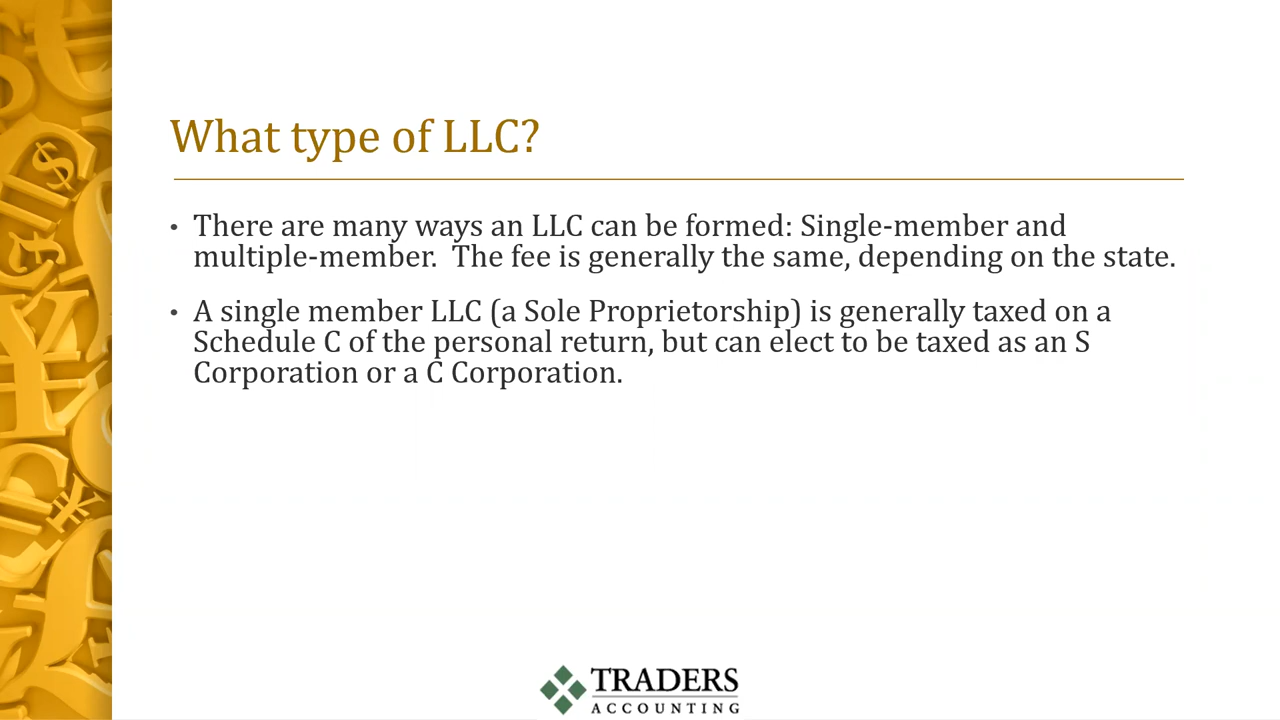 What type of LLC?
• There are many ways an LLC can be formed: Single-member and
multiple-member.  The fee is generally the same, depending on the state.
• A single member LLC (a Sole Proprietorship) is generally taxed on a
Schedule C of the personal return, but can elect to be taxed as an S
Corporation or a C Corporation.
TRADERS
ACCOUNTING